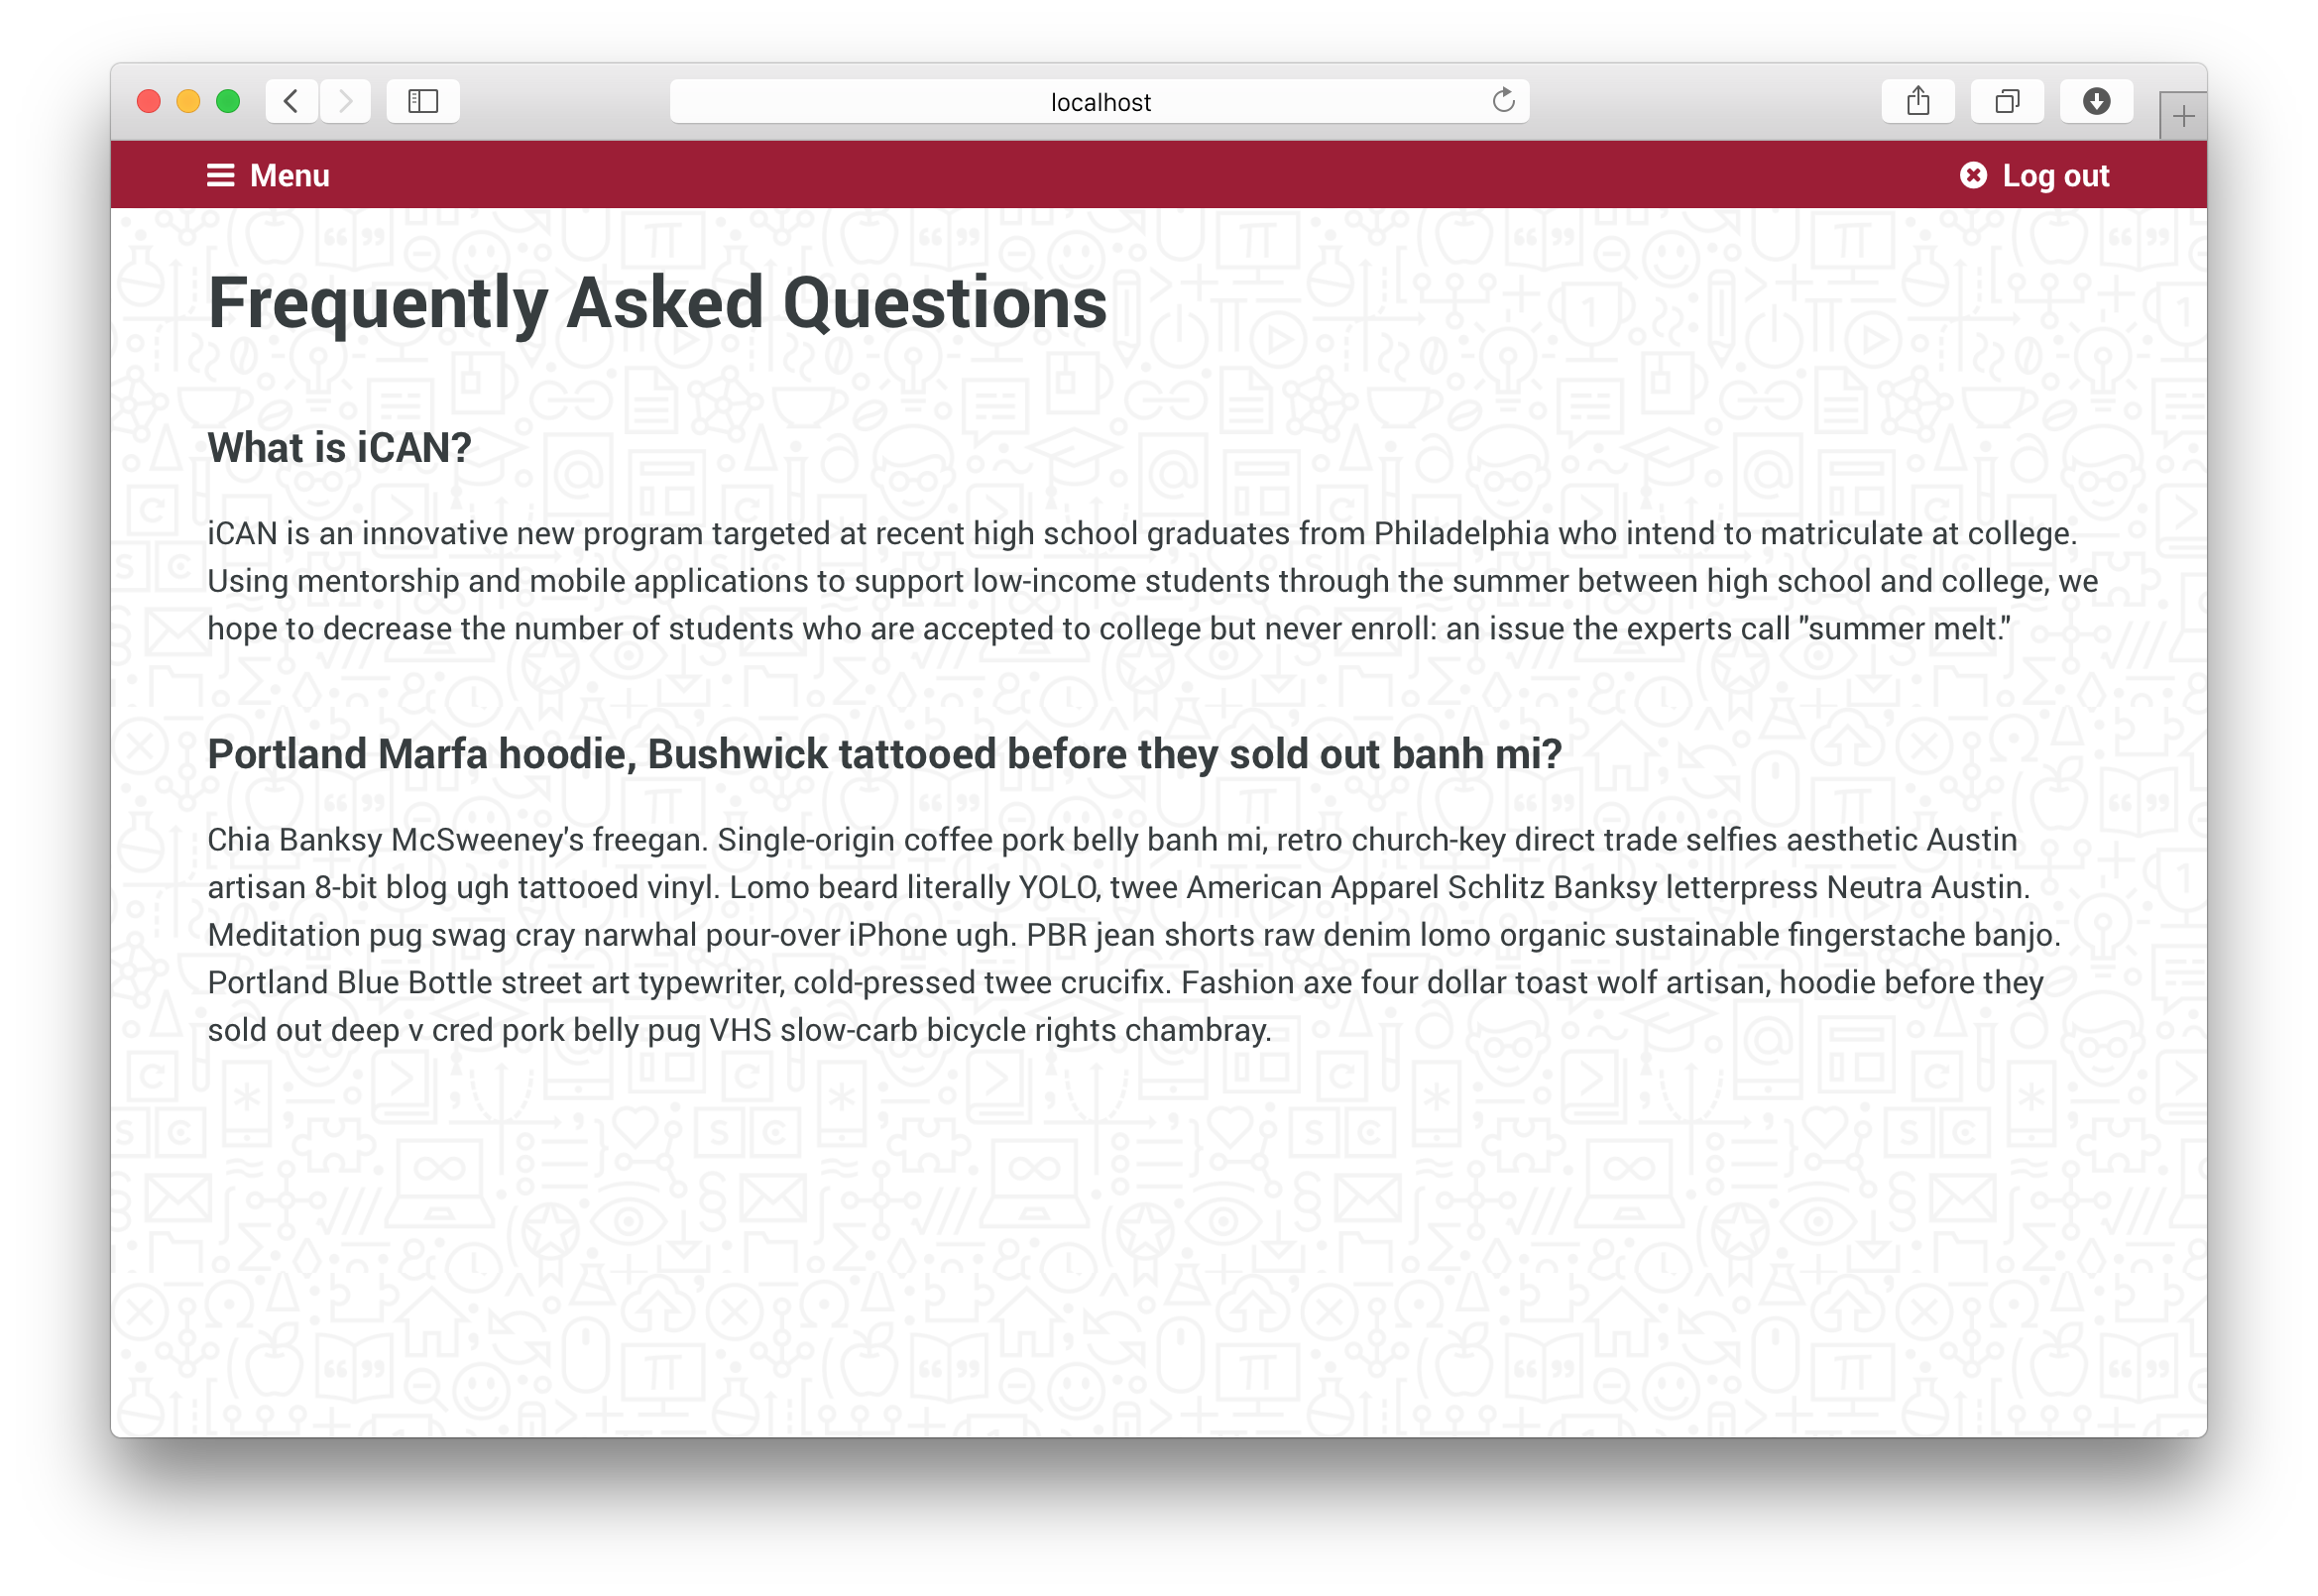 localhost
Menu
Log out
Frequently Asked Questions
What is iCAN?
iCAN is an innovative new program targeted at recent high school graduates from Philadelphia who intend to matriculate at college.
Using mentorship and mobile applications to support low-income students through the summer between high school and college, we
hope to decrease the number of students who are accepted to college but never enroll: an issue the experts call "summer melt."
Portland Marfa hoodie, Bushwick tattooed before they sold out banh mi?
Chia Banksy McSweeney's freegan. Single-origin coffee pork belly banh mi, retro church-key direct trade selfies aesthetic Austin
artisan 8-bit blog ugh tattooed vinyl. Lomo beard literally YOLO, twee American Apparel Schlitz Banksy letterpress Neutra Austin.
Meditation pug swag cray narwhal pour-over iPhone ugh. PBR jean shorts raw denim lomo organic sustainable fingerstache banjo.
Portland Blue Bottle street art typewriter, cold-pressed twee crucifix. Fashion axe four dollar toast wolf artisan, hoodie before they
sold out deep v cred pork belly pug VHS slow-carb bicycle rights chambray.